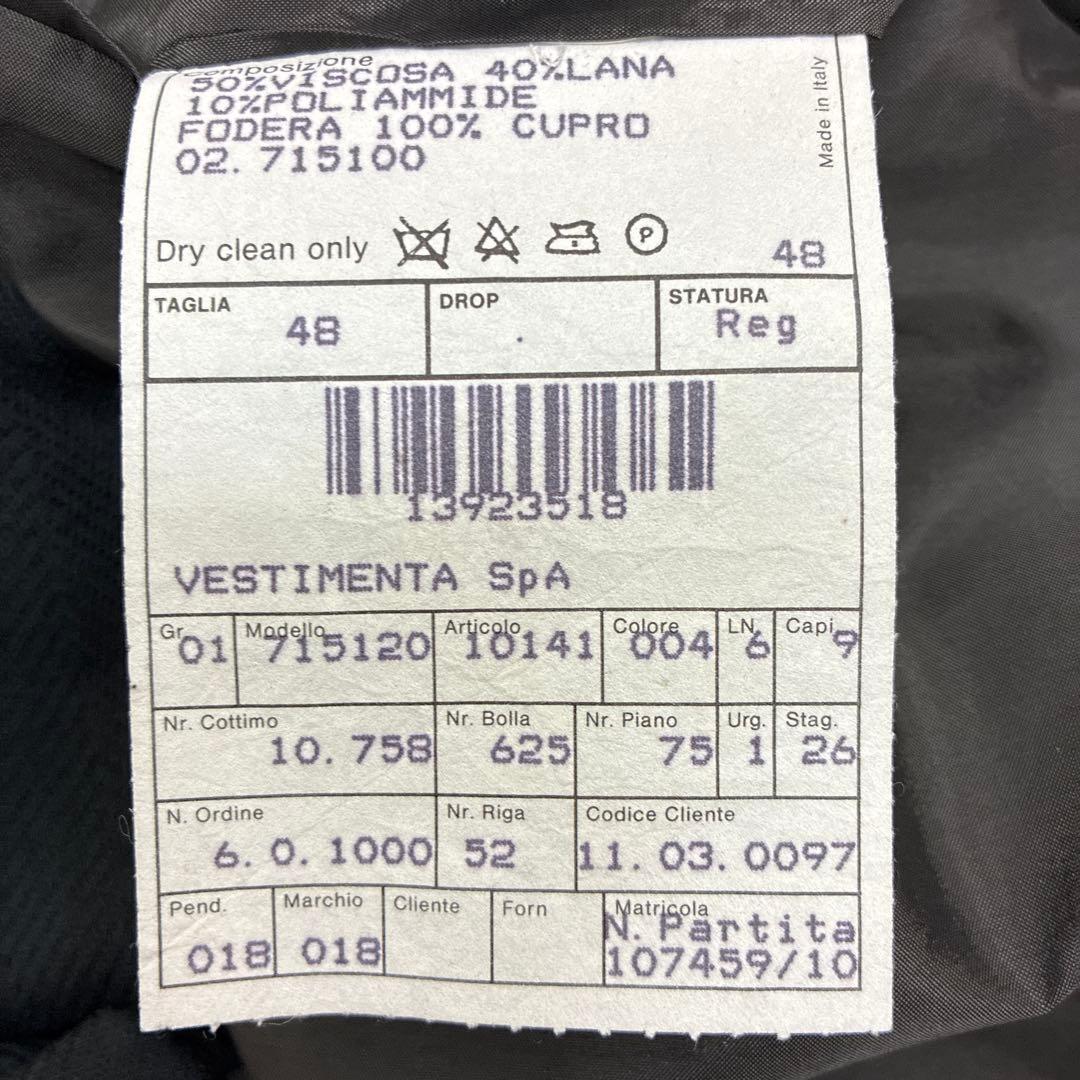 Composizione
50%VISCOSA 40%LANA
10%POLIAMMIDE
FODERA 100% CUPRO
02. 715100
Made in Italy
Dry clean only P 48
TAGLIA DROP STATURA
48 . Reg
13923518
VESTIMENTA SpA
Gr. Modello Articolo Colore LN Capi
01 715120 10141 004 6 9
Nr. Cottimo Nr. Bolla Nr. Piano Urg. Stag.
10. 758 625 75 1 26
N. Ordine Nr. Riga Codice Cliente
6. 0. 1000 52 11. 03. 0097
Pend. Marchio Cliente Forn Matricola
N. Partita
018 018 107459/10